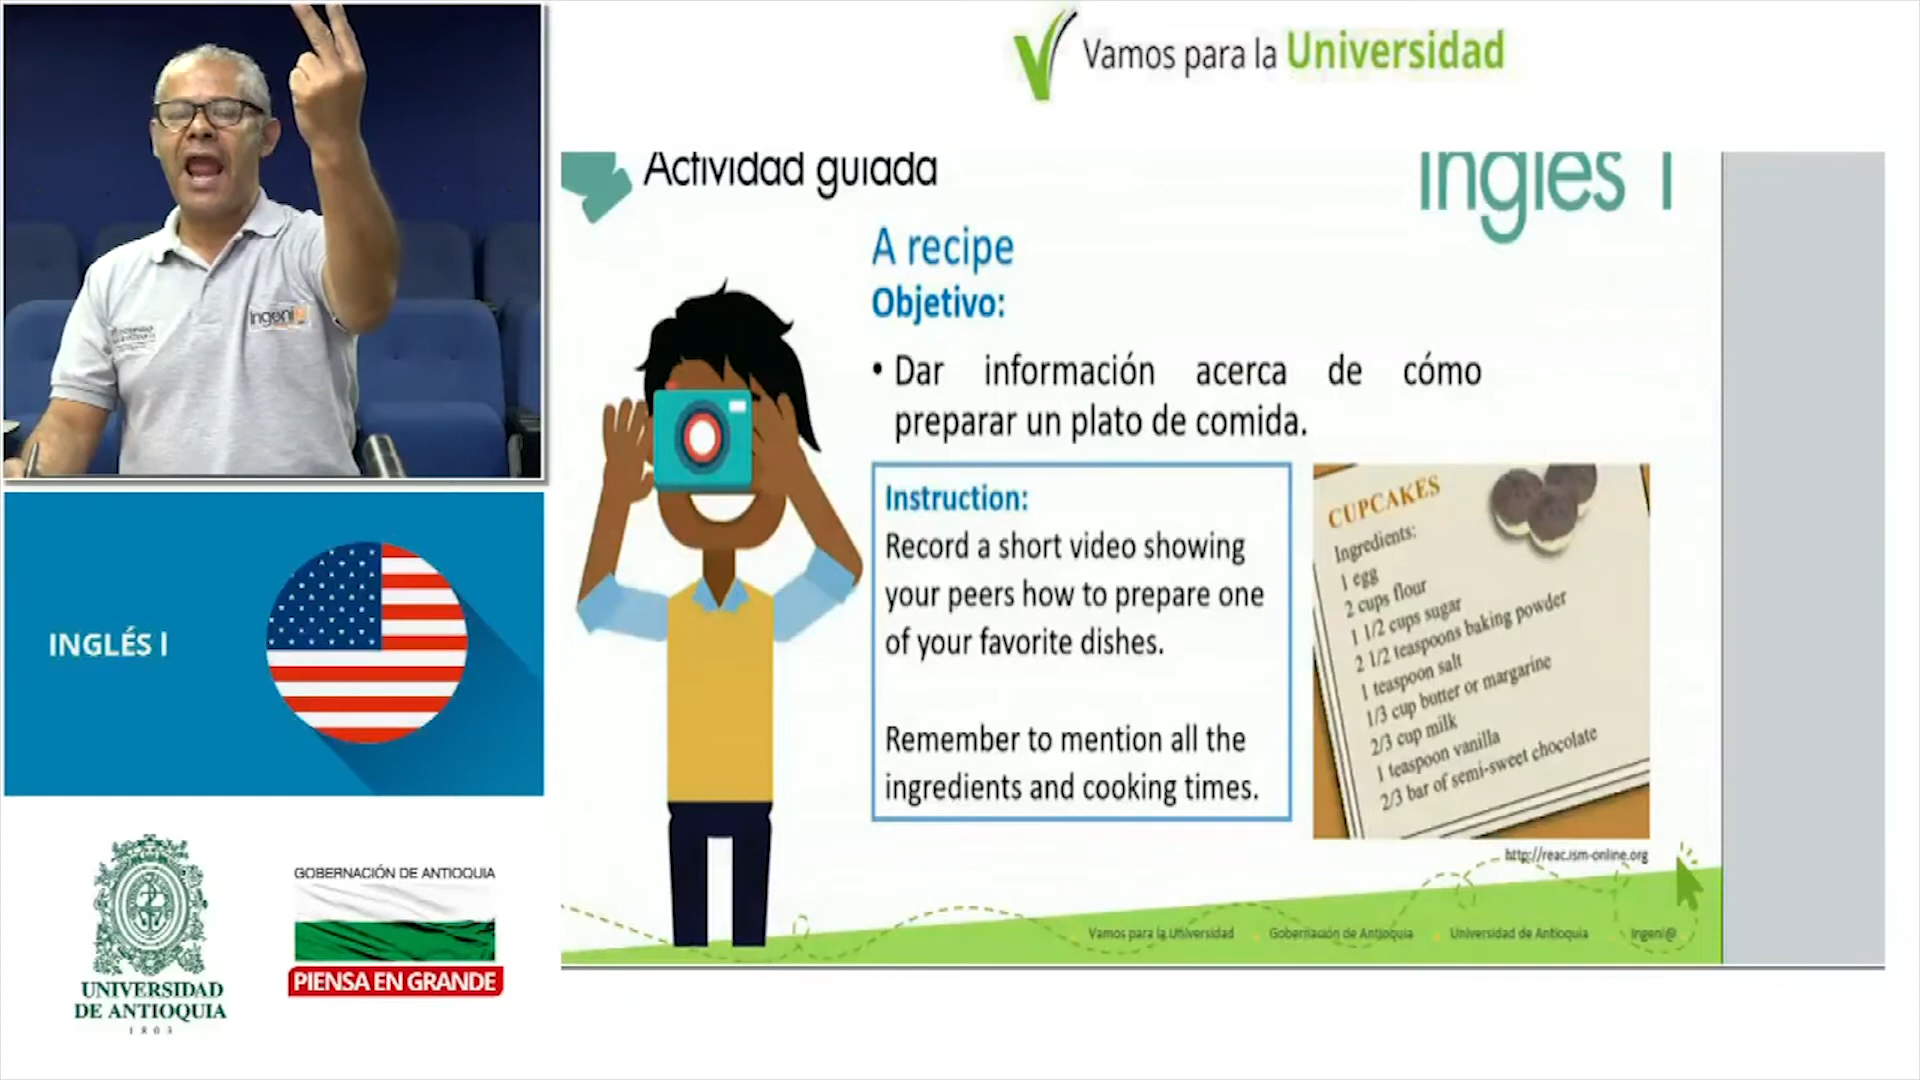 Vamos para la Universidad
Actividad guiada
Inglés I
A recipe
Objetivo:
• Dar información acerca de cómo
preparar un plato de comida.
Instruction:
Record a short video showing
your peers how to prepare one
of your favorite dishes.
Remember to mention all the
ingredients and cooking times.
CUPCAKES
Ingredients:
1 egg
2 cups flour
1 1/2 cups sugar
2 1/2 teaspoons baking powder
1 teaspoon salt
1/3 cup butter or margarine
2/3 cup milk
1 teaspoon vanilla
2/3 bar of semi-sweet chocolate
http://reac.ism-online.org
Vamos para la Universidad
Gobernación de Antioquia
Universidad de Antioquia
Ingeni@
Ingeni@
INGLÉS I
UNIVERSIDAD
DE ANTIOQUIA
1803
GOBERNACIÓN DE ANTIOQUIA
PIENSA EN GRANDE